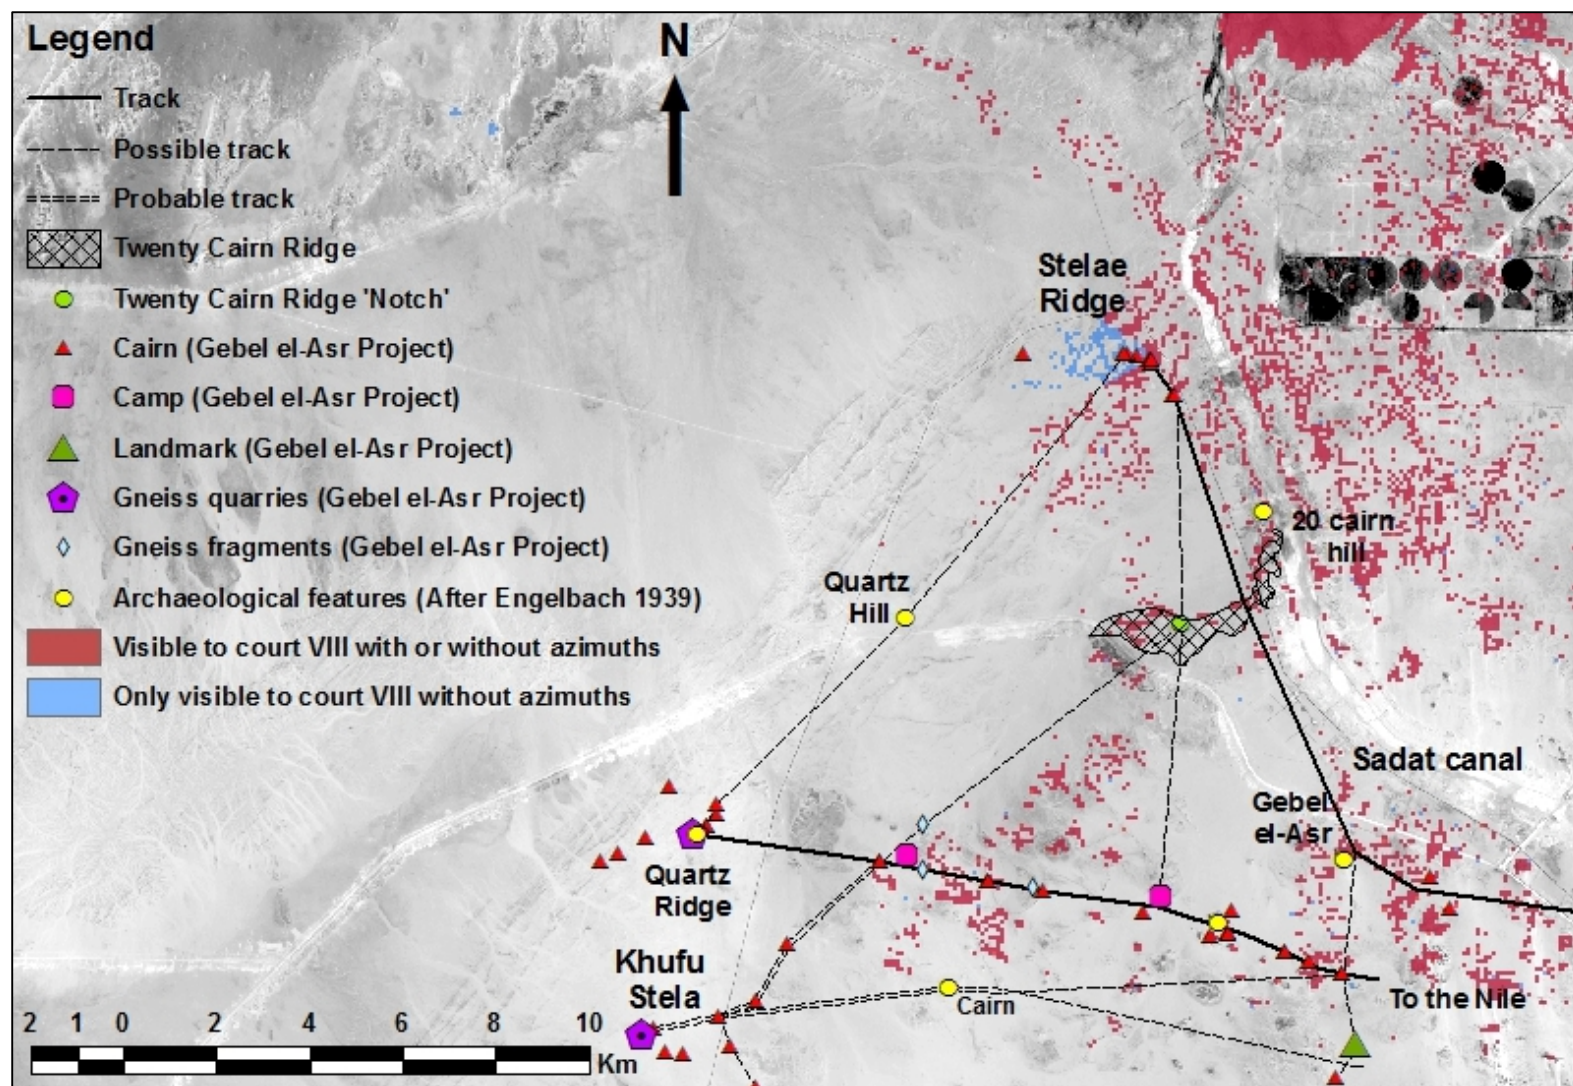 Legend
Track
Possible track
Probable track
Twenty Cairn Ridge
Twenty Cairn Ridge 'Notch'
Cairn (Gebel el-Asr Project)
Camp (Gebel el-Asr Project)
Landmark (Gebel el-Asr Project)
Gneiss quarries (Gebel el-Asr Project)
Gneiss fragments (Gebel el-Asr Project)
Archaeological features (After Engelbach 1939)
Visible to court VIII with or without azimuths
Only visible to court VIII without azimuths
N
Stelae
Ridge
20 cairn
hill
Quartz
Hill
Sadat canal
Gebel
el-Asr
Quartz
Ridge
Khufu
Stela
Cairn
To the Nile
2 1 0 2 4 6 8 10
Km